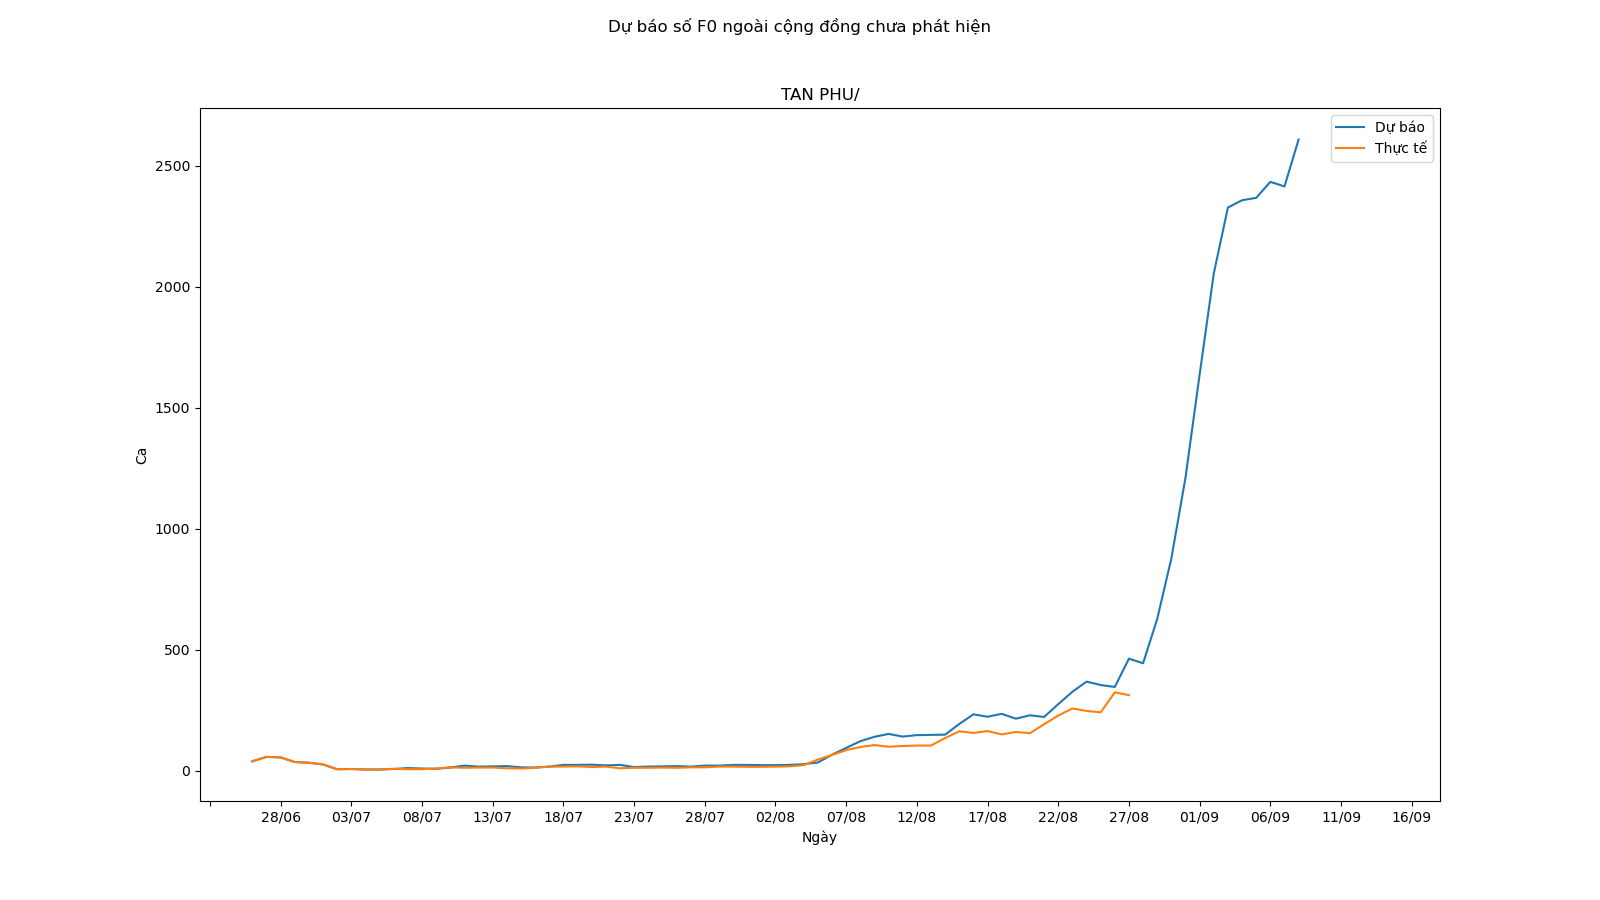 Dự báo số F0 ngoài cộng đồng chưa phát hiện
TAN PHU/
Dự báo
Thực tế
2500
2000
1500
1000
500
0
Ca
28/06 03/07 08/07 13/07 18/07 23/07 28/07 02/08 07/08 12/08 17/08 22/08 27/08 01/09 06/09 11/09 16/09
Ngày